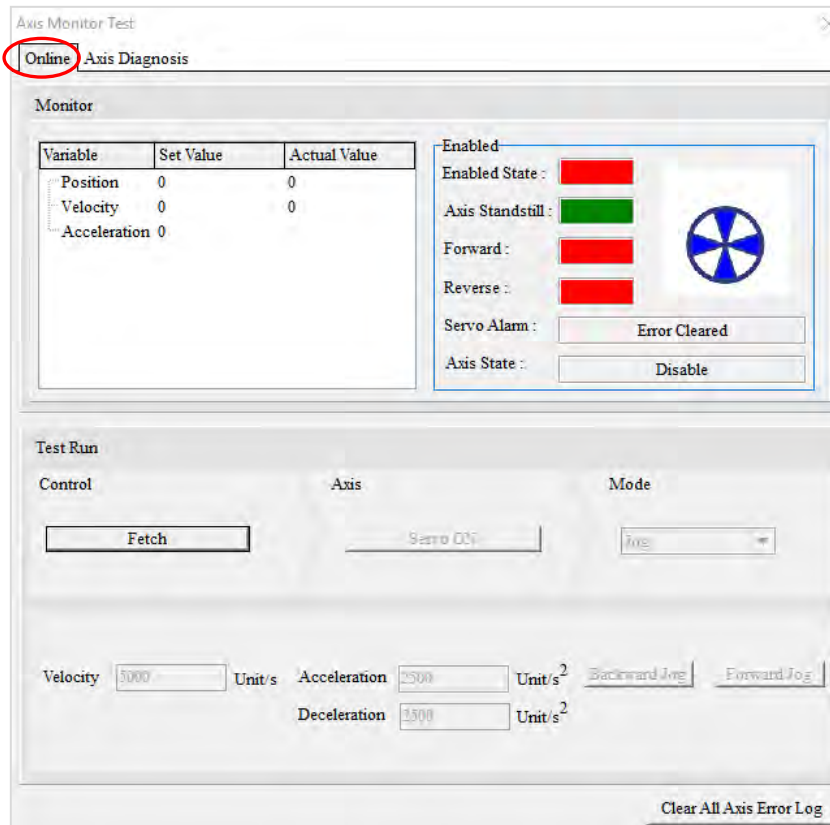 Axis Monitor Test
Online Axis Diagnosis
Monitor
Variable Set Value Actual Value
Position 0 0
Velocity 0 0
Acceleration 0
Enabled
Enabled State :
Axis Standstill :
Forward :
Reverse :
Servo Alarm : Error Cleared
Axis State : Disable
Test Run
Control Axis Mode
Fetch Servo ON Jog
Velocity 5000 Unit/s Acceleration 2500 Unit/s² Backward Jog Forward Jog
Deceleration 2500 Unit/s²
Clear All Axis Error Log